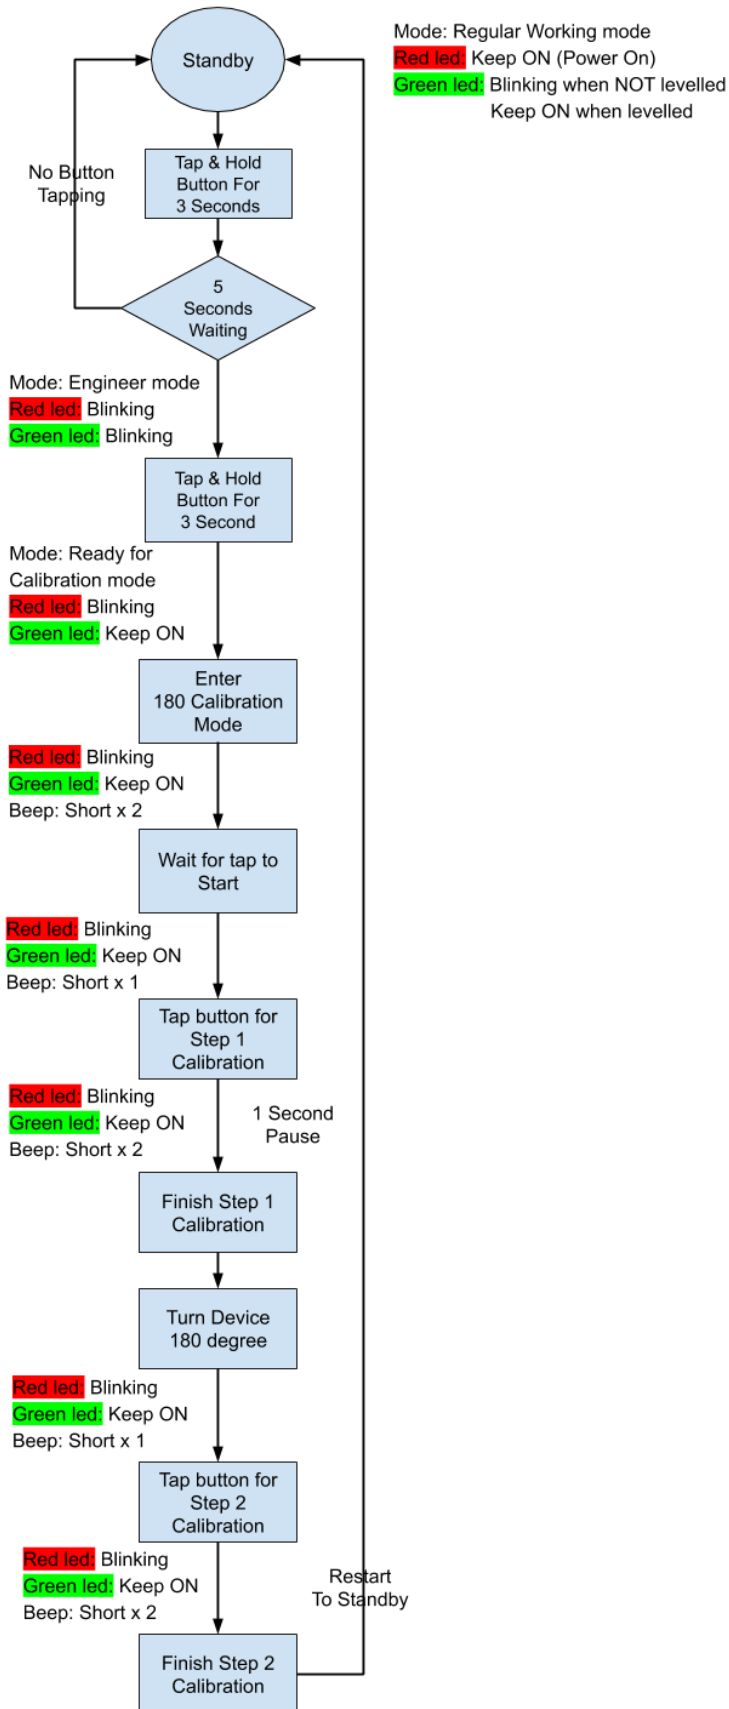 Standby
Mode: Regular Working mode
Red led: Keep ON (Power On)
Green led: Blinking when NOT levelled
Keep ON when levelled
Tap & Hold
Button For
3 Seconds
No Button
Tapping
5
Seconds
Waiting
Mode: Engineer mode
Red led: Blinking
Green led: Blinking
Tap & Hold
Button For
3 Second
Mode: Ready for
Calibration mode
Red led: Blinking
Green led: Keep ON
Enter
180 Calibration
Mode
Red led: Blinking
Green led: Keep ON
Beep: Short x 2
Wait for tap to
Start
Red led: Blinking
Green led: Keep ON
Beep: Short x 1
Tap button for
Step 1
Calibration
Red led: Blinking
Green led: Keep ON
Beep: Short x 2
1 Second
Pause
Finish Step 1
Calibration
Turn Device
180 degree
Red led: Blinking
Green led: Keep ON
Beep: Short x 1
Tap button for
Step 2
Calibration
Red led: Blinking
Green led: Keep ON
Beep: Short x 2
Restart
To Standby
Finish Step 2
Calibration